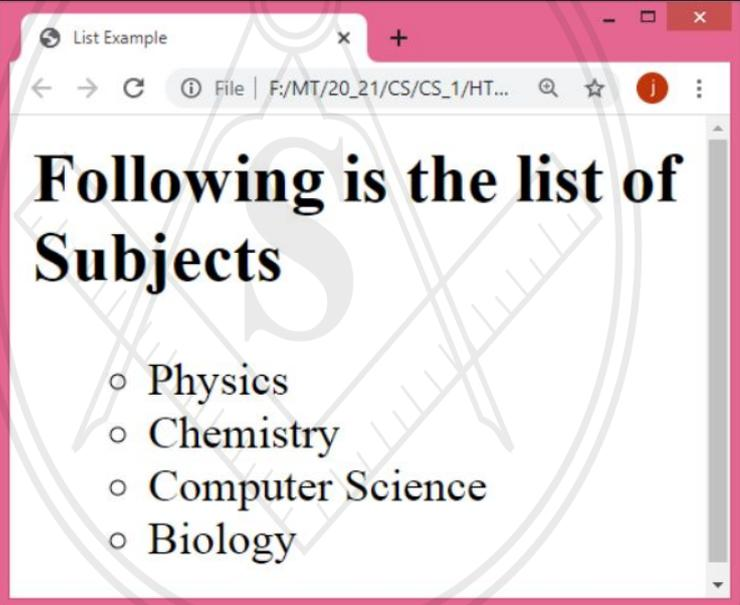 List Example
File F:/MT/20_21/CS/CS_1/HT...
j
Following is the list of
Subjects
Physics
Chemistry
Computer Science
Biology
S